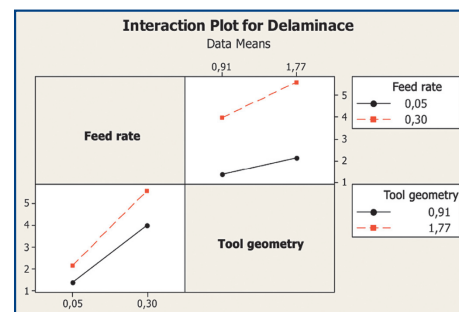 Interaction Plot for Delaminace
Data Means
0,91 1,77
Feed rate
5
4
3
2
1
Feed rate
0,05
0,30
5
4
3
2
1
Tool geometry
Tool geometry
0,91
1,77
0,05 0,30